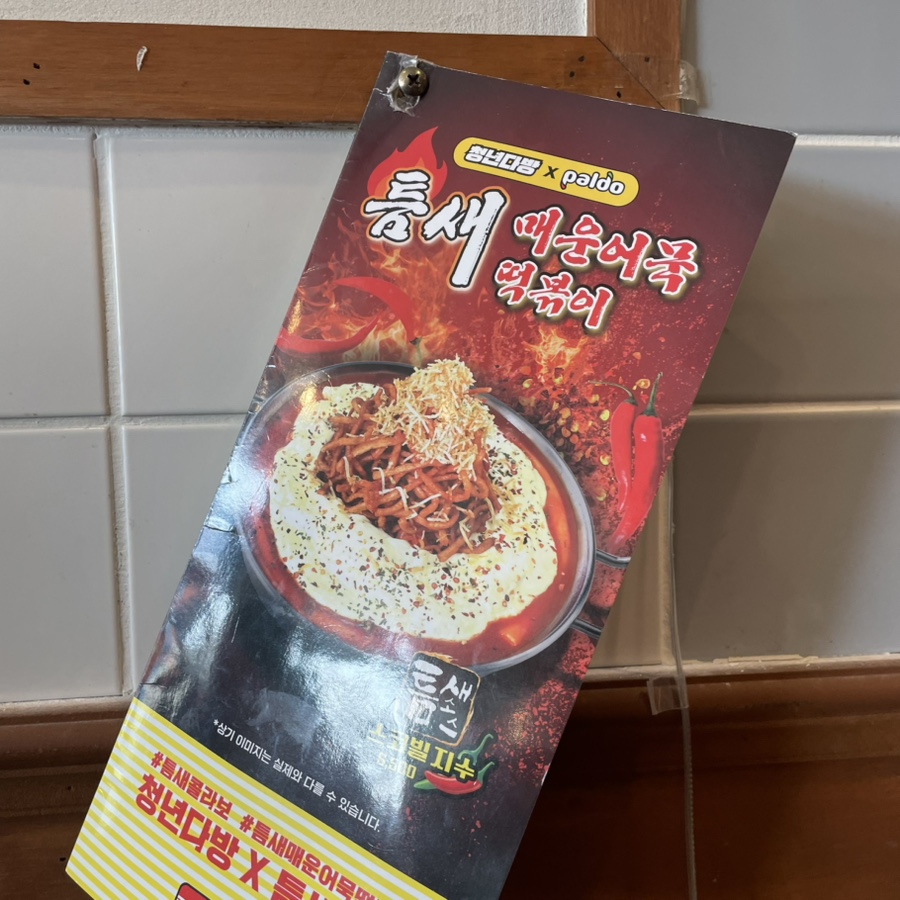 청년다방 x paldo
틈새 매운어묵
떡볶이
틈새
소스
스코빌지수
*상기 이미지는 실제와 다를 수 있습니다.
#틈새콜라보 #틈새매운어묵떡
청년다방 X 틈새